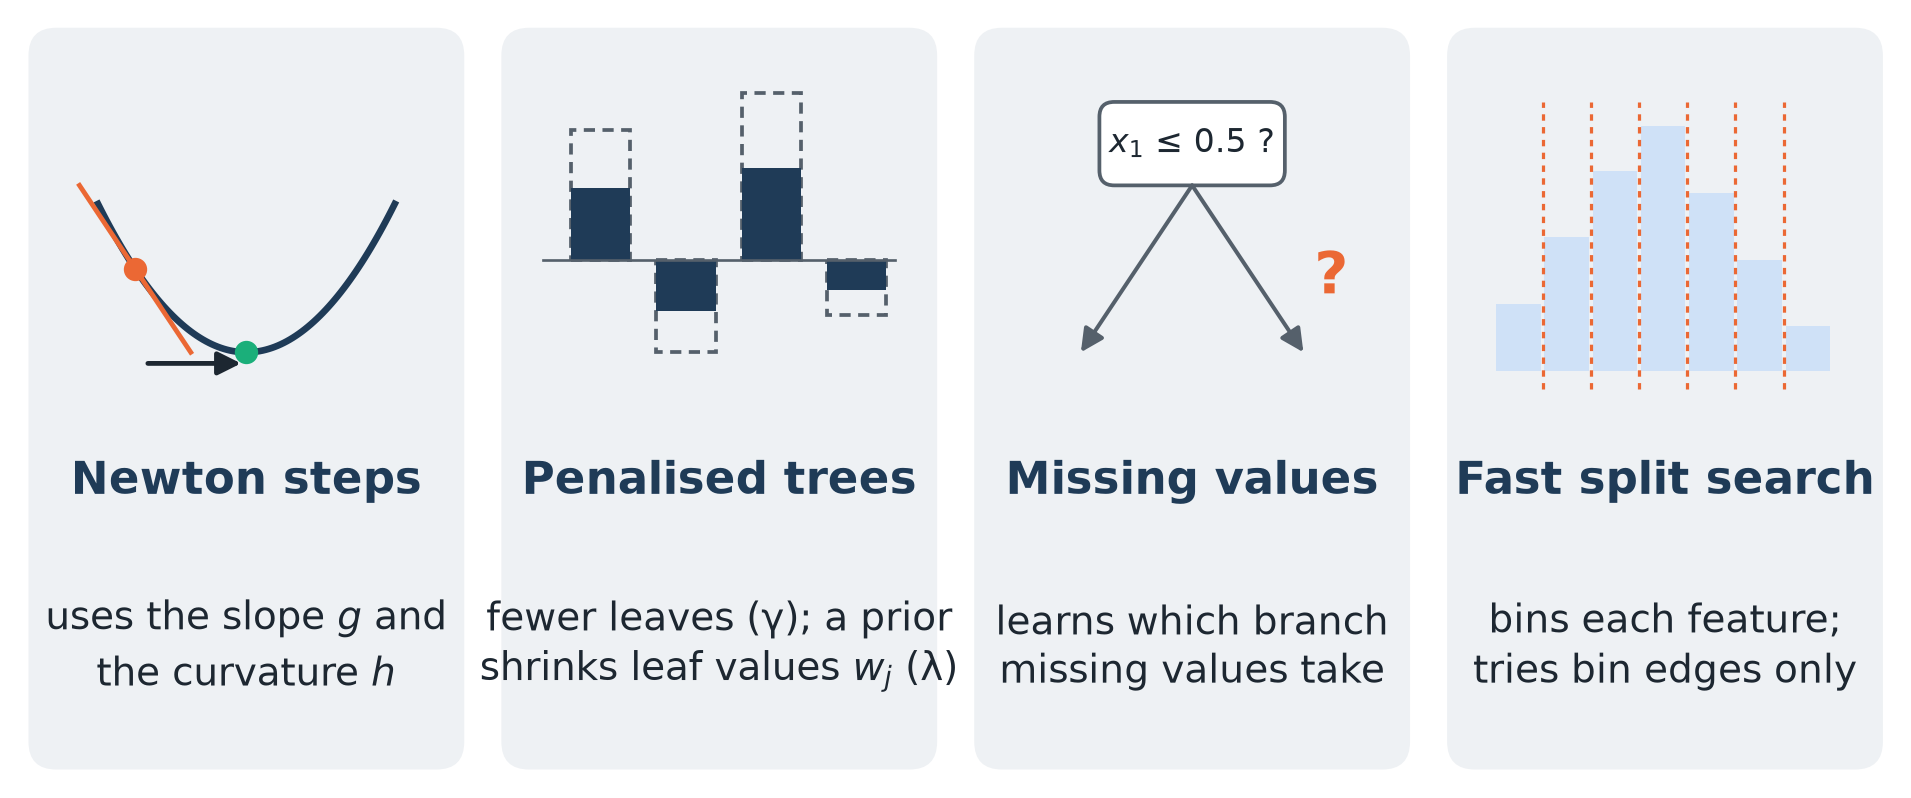 Newton steps
uses the slope g and
the curvature h
Penalised trees
fewer leaves (γ); a prior
shrinks leaf values wⱼ (λ)
x₁ ≤ 0.5 ?
?
Missing values
learns which branch
missing values take
Fast split search
bins each feature;
tries bin edges only